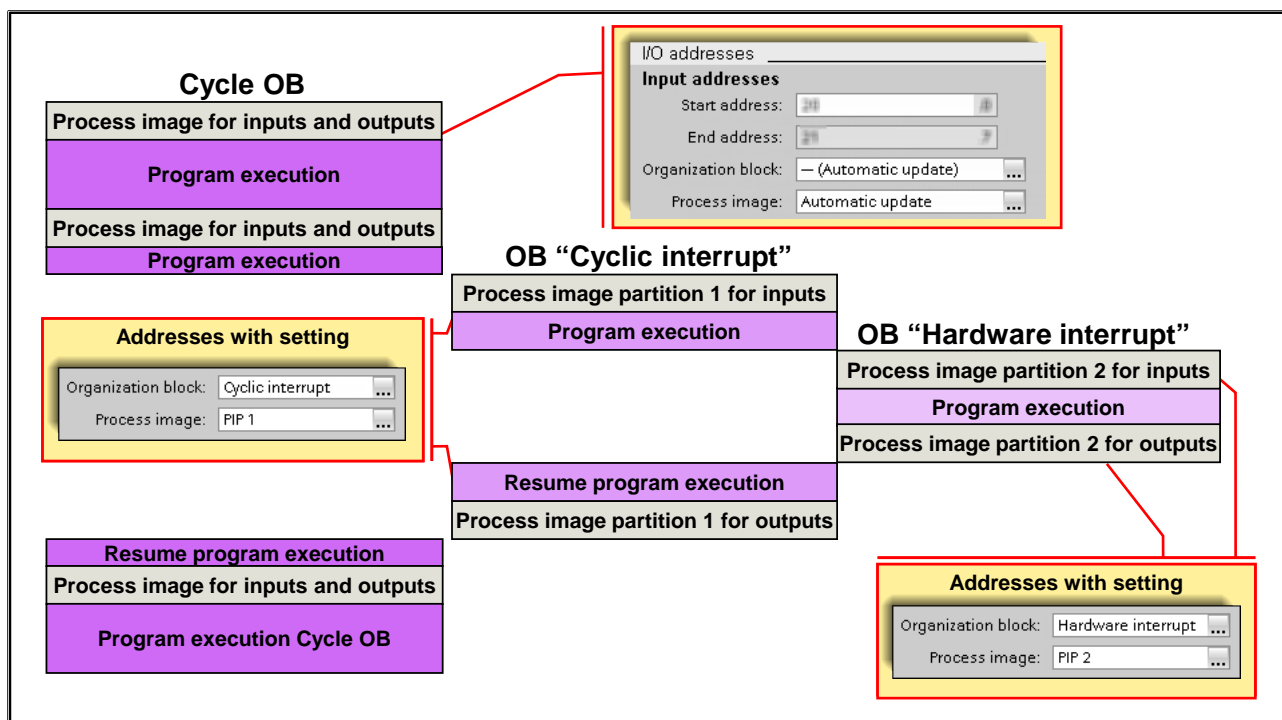 Cycle OB
Process image for inputs and outputs
Program execution
Process image for inputs and outputs
Program execution
I/O addresses
Input addresses
Start address:
End address:
Organization block: — (Automatic update) ...
Process image: Automatic update ...
OB “Cyclic interrupt”
Process image partition 1 for inputs
Program execution
Addresses with setting
Organization block: Cyclic interrupt ...
Process image: PIP 1 ...
OB “Hardware interrupt”
Process image partition 2 for inputs
Program execution
Process image partition 2 for outputs
Resume program execution
Process image partition 1 for outputs
Resume program execution
Process image for inputs and outputs
Program execution Cycle OB
Addresses with setting
Organization block: Hardware interrupt ...
Process image: PIP 2 ...